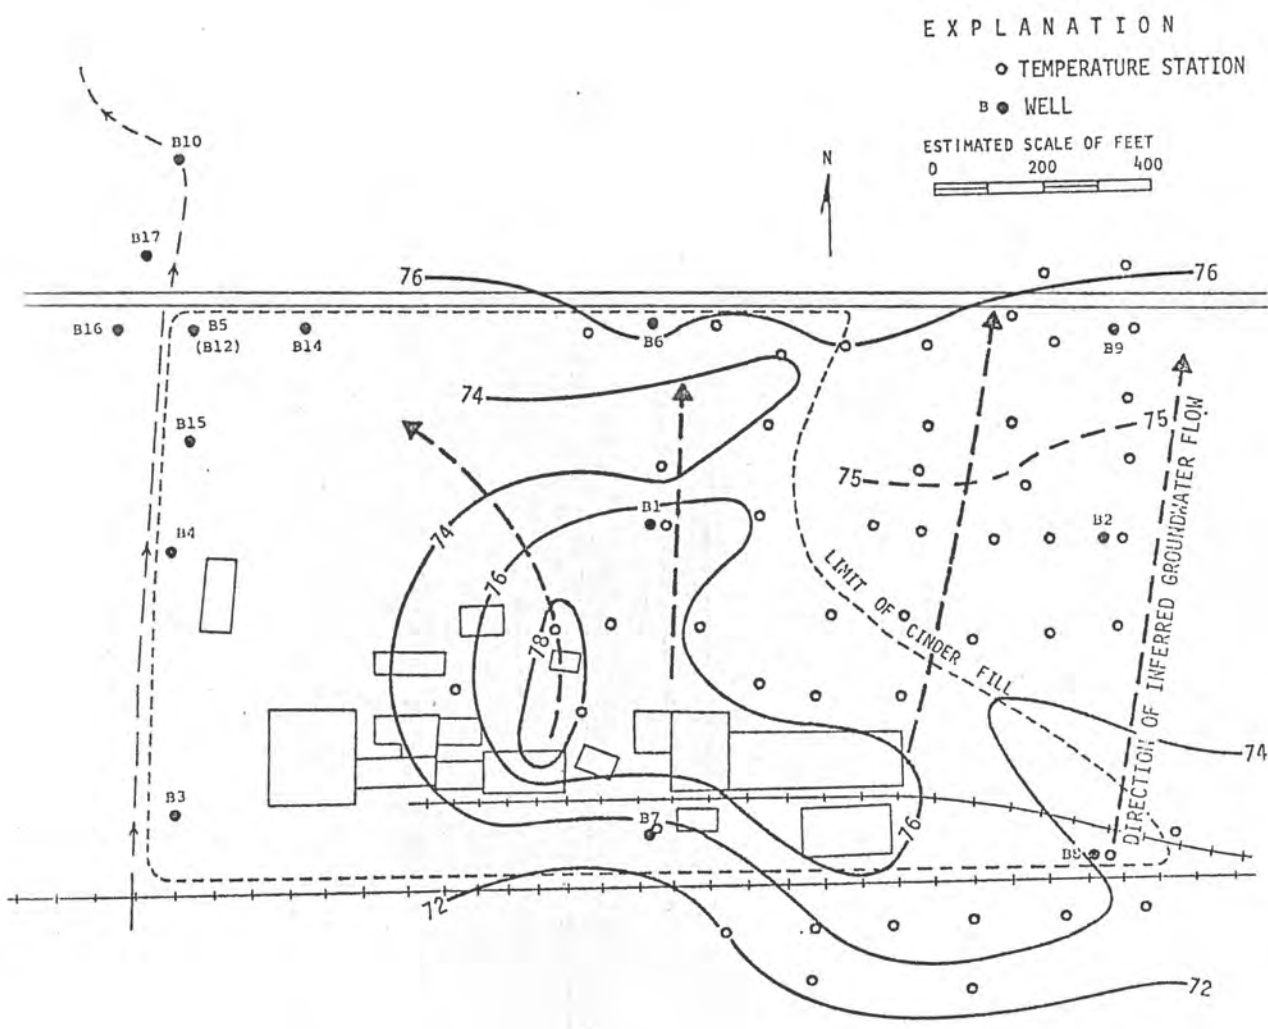 E X P L A N A T I O N
TEMPERATURE STATION
B WELL
ESTIMATED SCALE OF FEET
0 200 400
N
B10
B17
76
76
B16
B5
(B12)
B14
B6
B9
74
75
75
B15
B1
B2
74
B4
76
LIMIT OF CINDER FILL
DIRECTION OF INFERRED GROUNDWATER FLOW
78
74
B3
B7
76
72
72